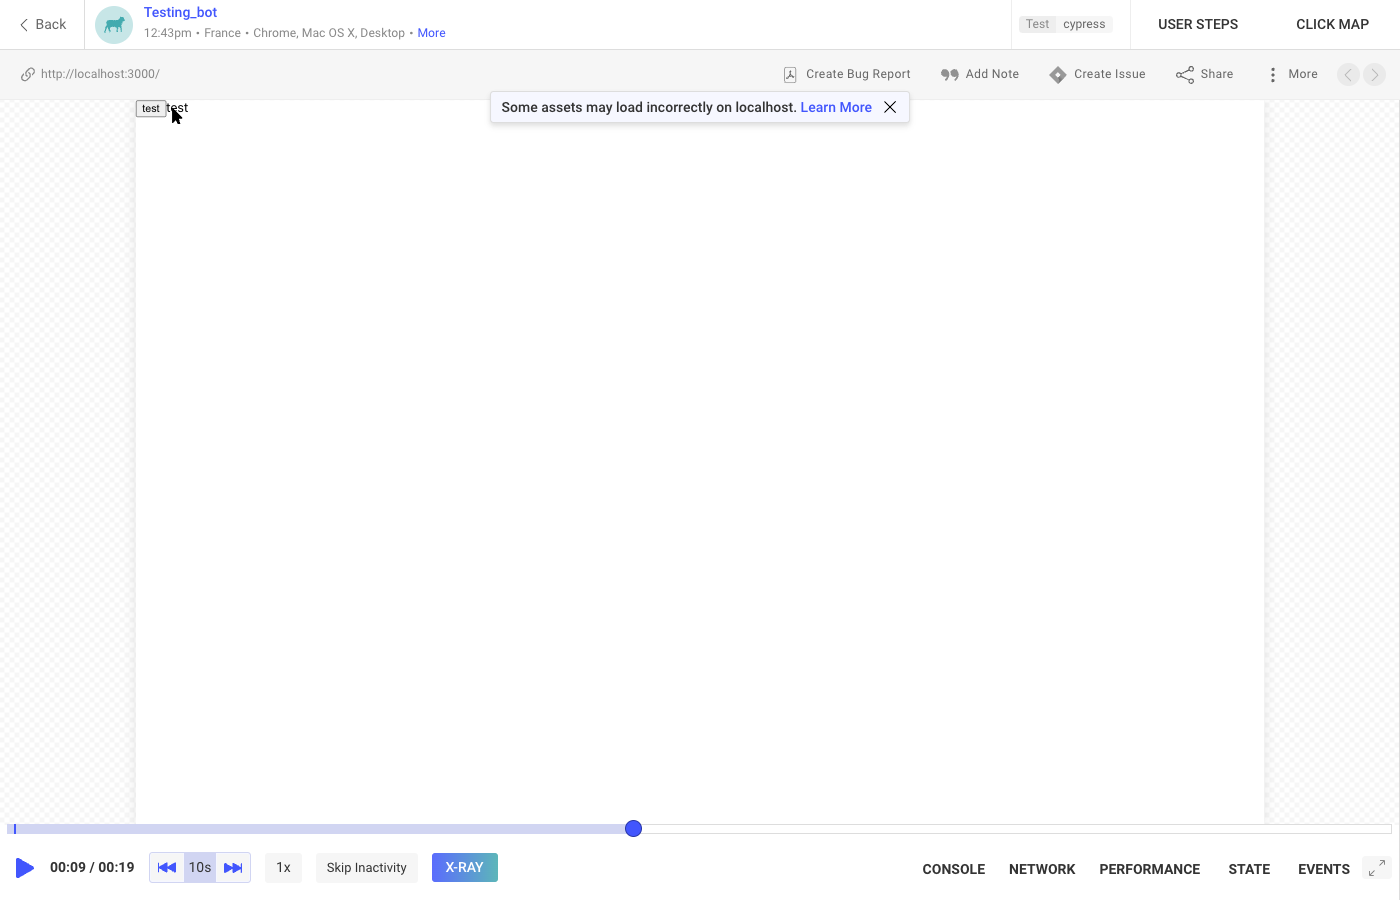 Back
Testing_bot
12:43pm • France • Chrome, Mac OS X, Desktop • More
Test cypress
USER STEPS
CLICK MAP
http://localhost:3000/
Create Bug Report
Add Note
Create Issue
Share
More
test test
Some assets may load incorrectly on localhost. Learn More
00:09 / 00:19
10s
1x
Skip Inactivity
X-RAY
CONSOLE
NETWORK
PERFORMANCE
STATE
EVENTS